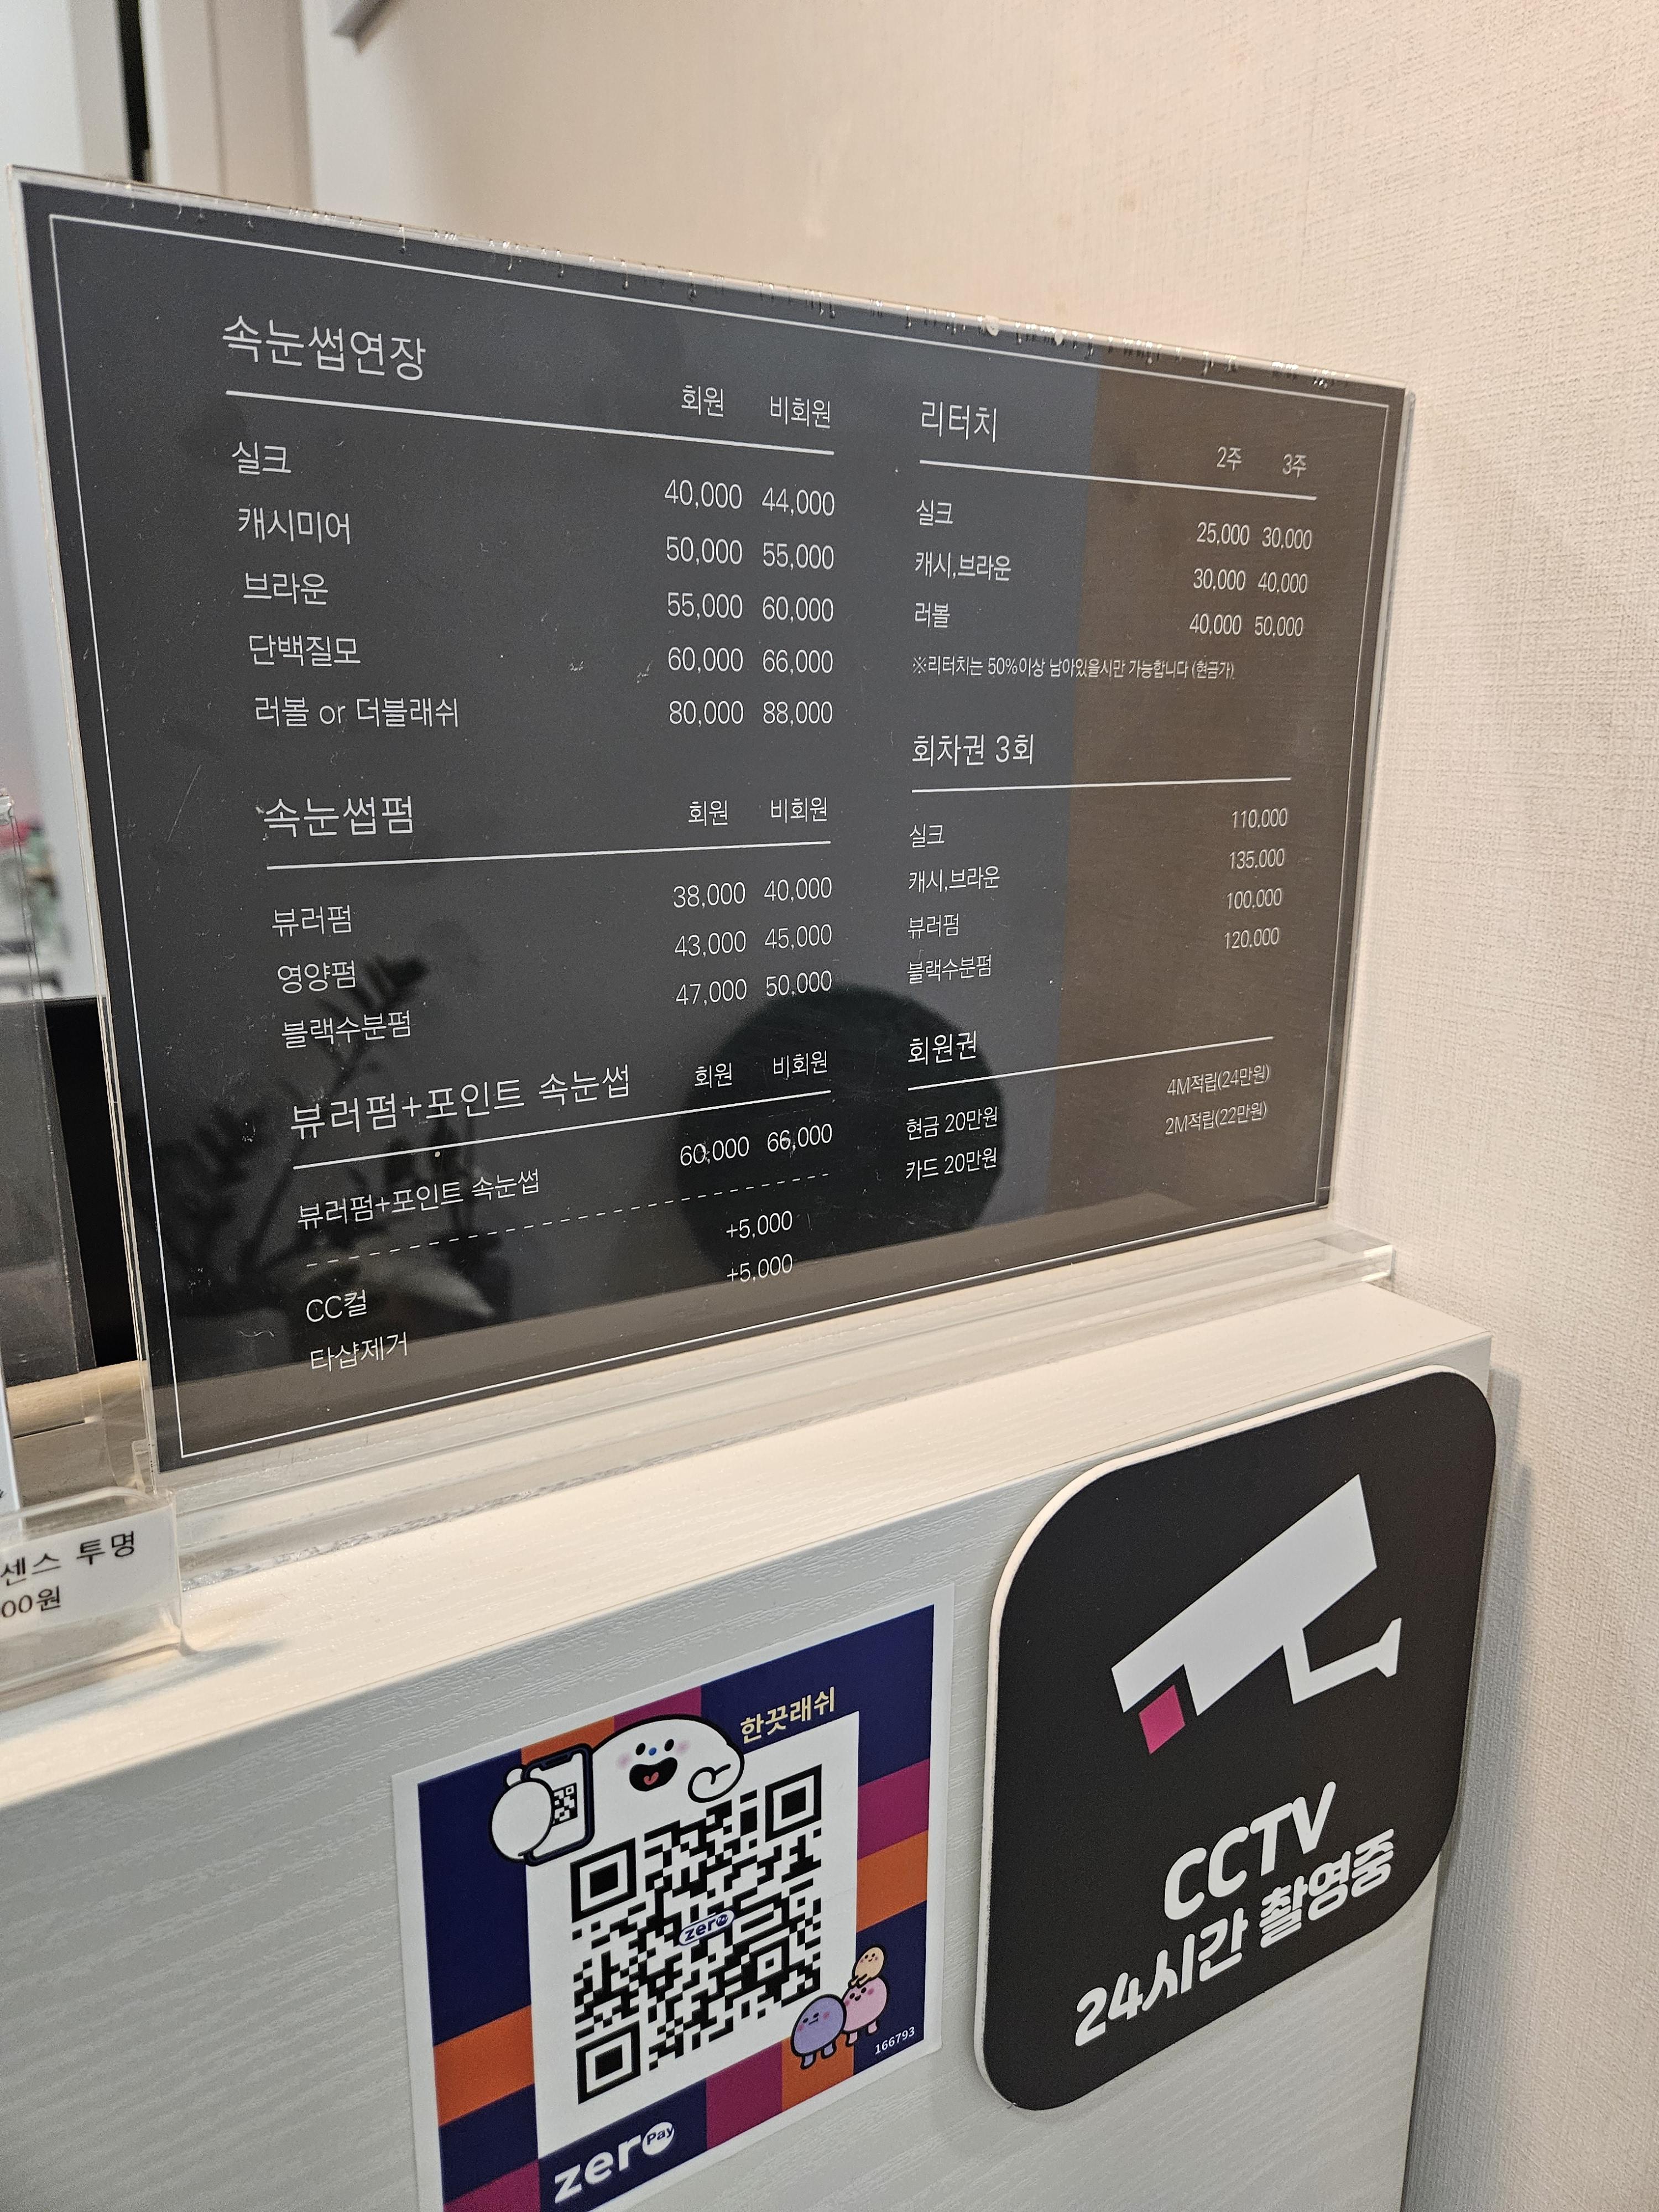 속눈썹연장 회원 비회원
실크 40,000 44,000
캐시미어 50,000 55,000
브라운 55,000 60,000
단백질모 60,000 66,000
러볼 or 더블래쉬 80,000 88,000
속눈썹펌 회원 비회원
뷰러펌 38,000 40,000
영양펌 43,000 45,000
블랙수분펌 47,000 50,000
뷰러펌+포인트 속눈썹 회원 비회원
뷰러펌+포인트 속눈썹 60,000 66,000
CC컬 +5,000
타샵제거 +5,000
리터치 2주 3주
실크 25,000 30,000
캐시,브라운 30,000 40,000
러볼 40,000 50,000
※리터치는 50%이상 남아있을시만 가능합니다 (현금가)
회차권 3회
실크 110,000
캐시,브라운 135,000
뷰러펌 100,000
블랙수분펌 120,000
회원권
현금 20만원 4M적립(24만원)
카드 20만원 2M적립(22만원)
센스 투명
00원
한끗래쉬
zero
166793
zero Pay
CCTV
24시간 촬영중